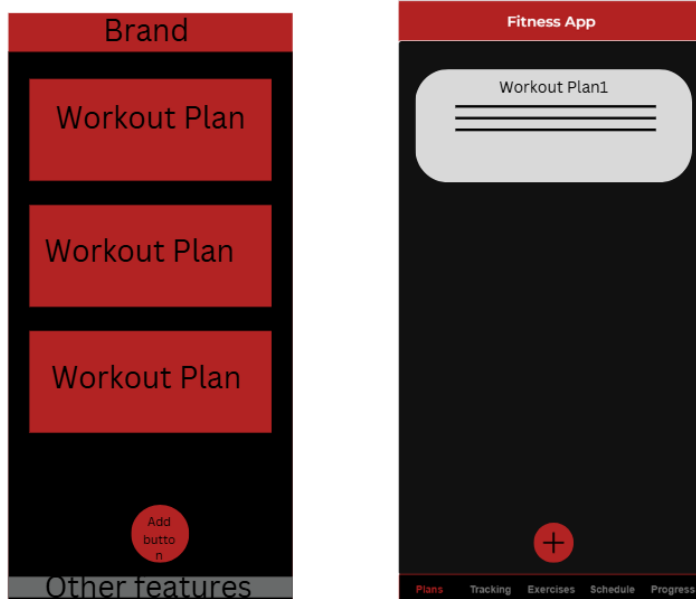 Brand
Workout Plan
Workout Plan
Workout Plan
Add
butto
n
Other features
Fitness App
Workout Plan1
Plans Tracking Exercises Schedule Progress